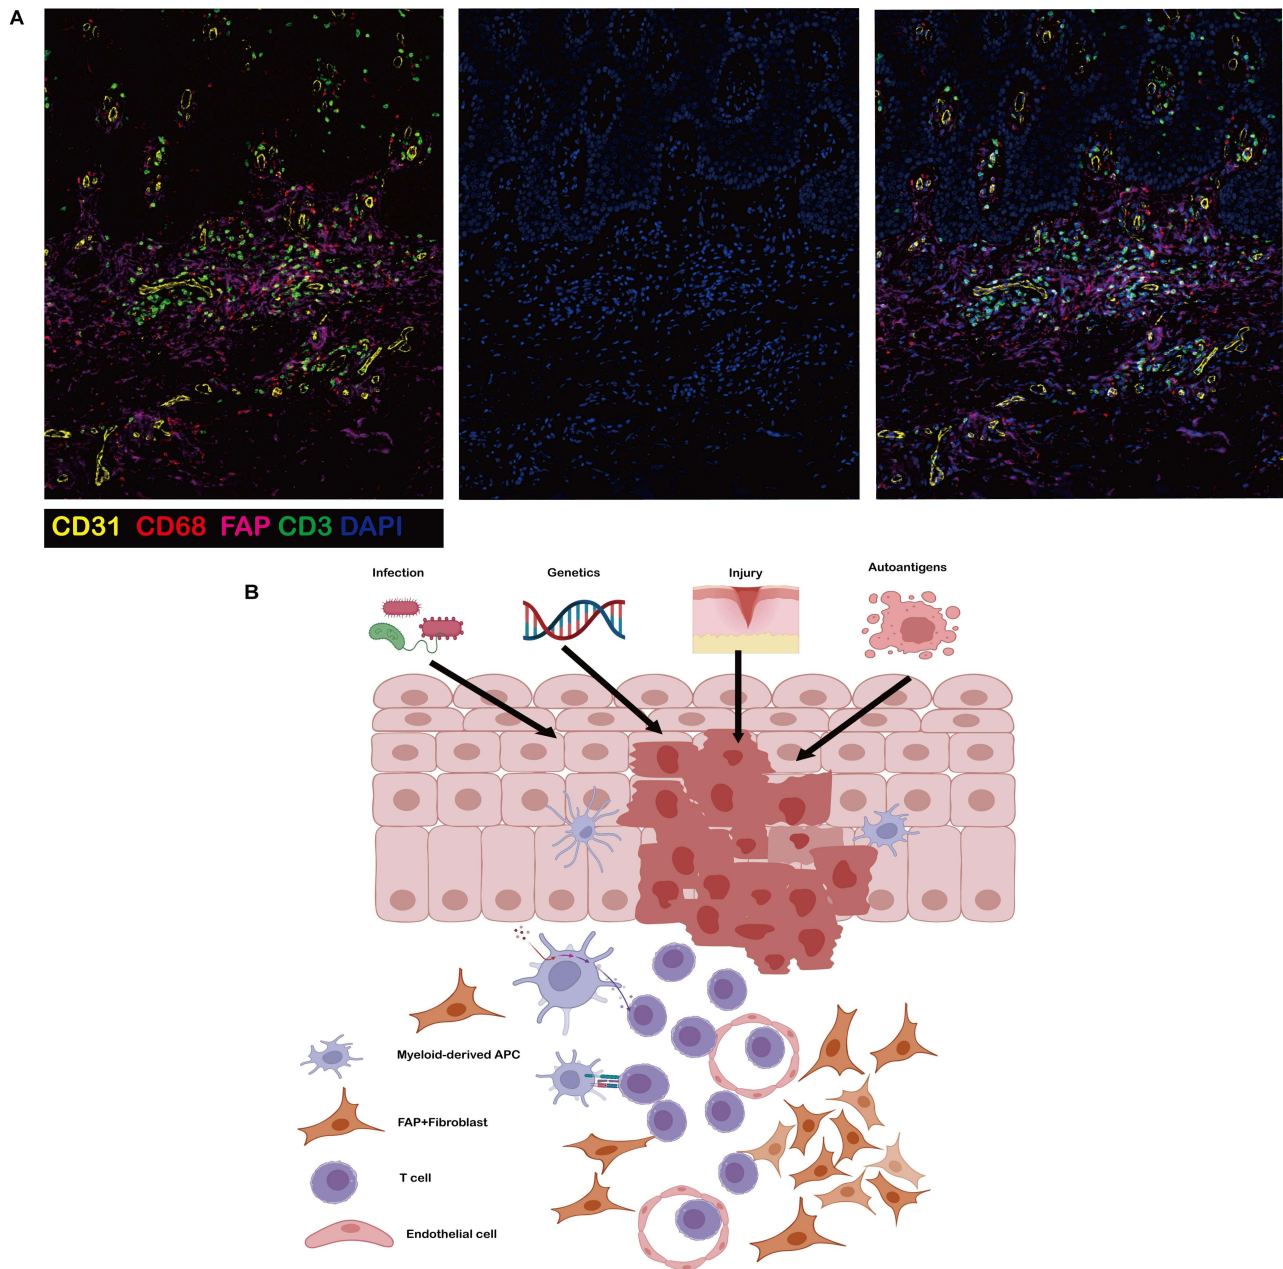 A
CD31 CD68 FAP CD3 DAPI
B
Infection
Genetics
Injury
Autoantigens
Myeloid-derived APC
FAP+Fibroblast
T cell
Endothelial cell